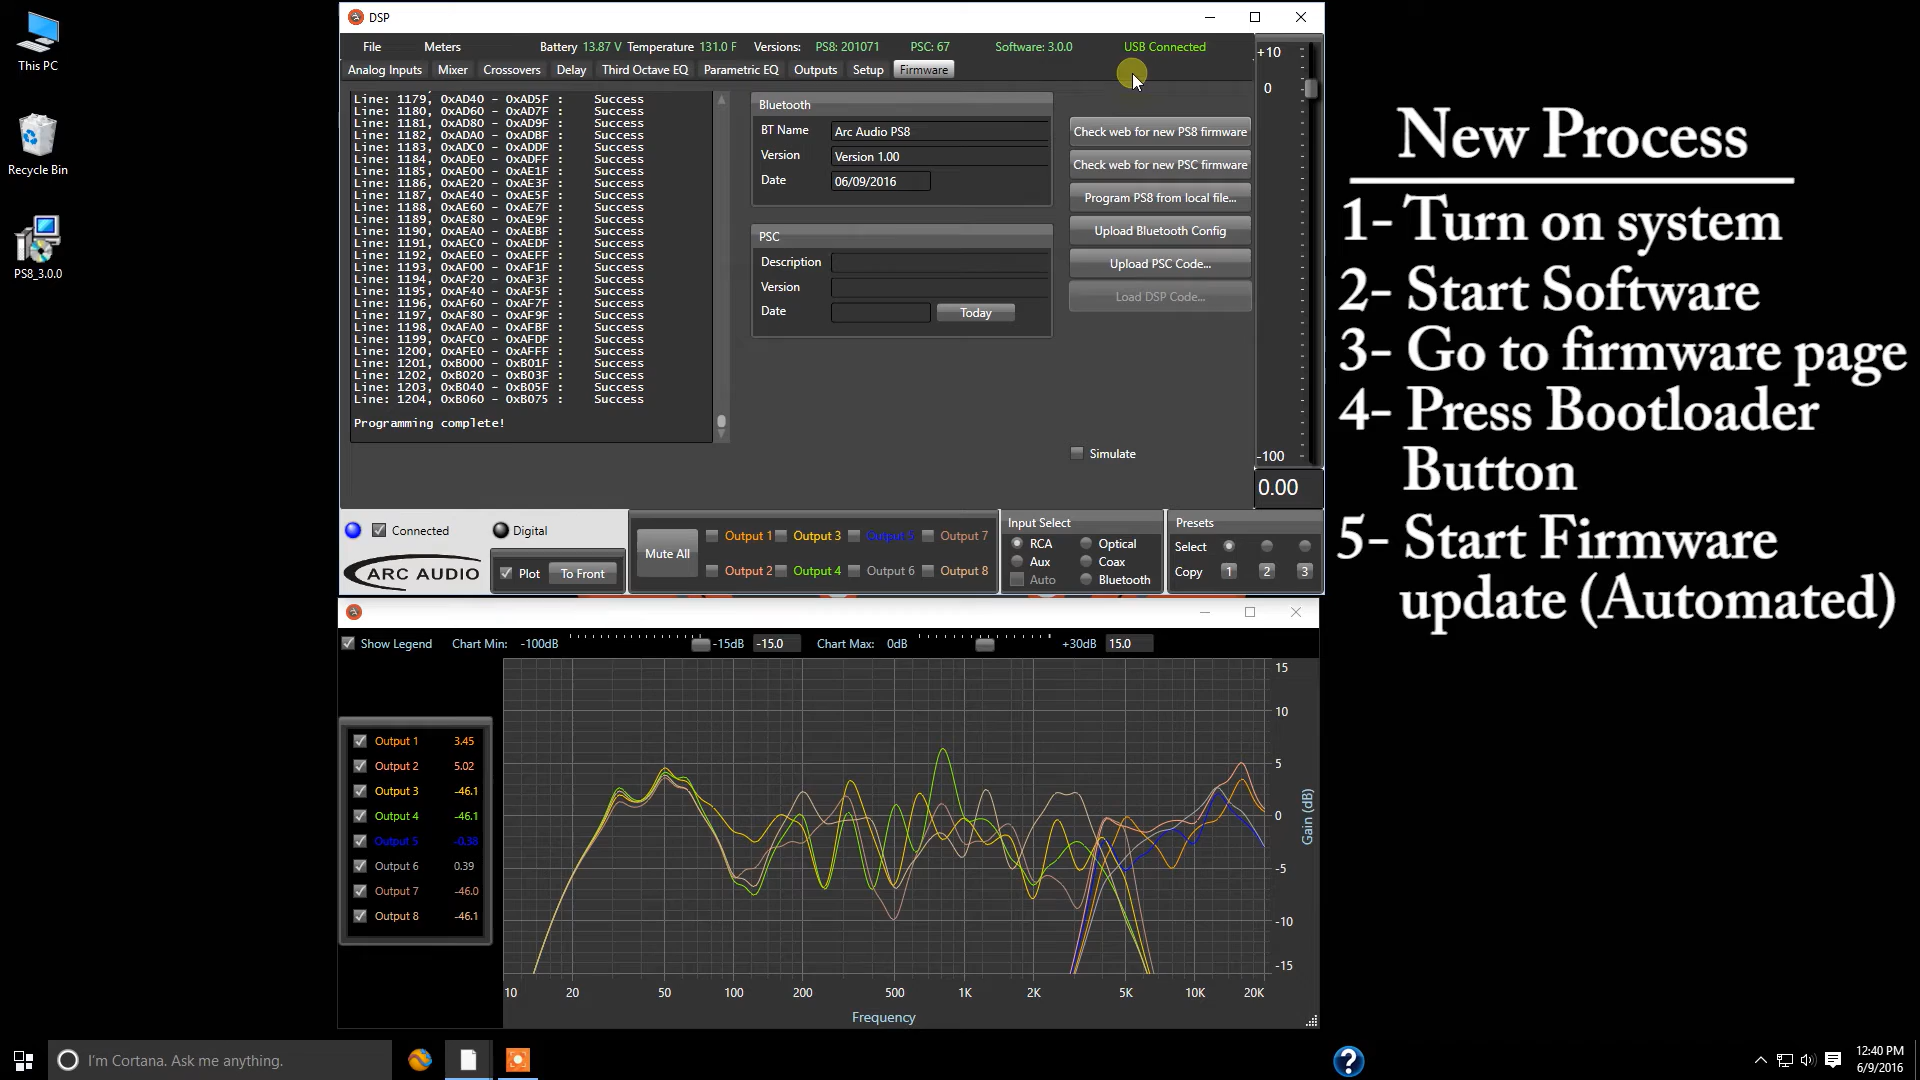 This PC
Recycle Bin
PS8_3.0.0
DSP
File Meters Battery 13.87 V Temperature 131.0 F Versions: PS8: 201071 PSC: 67 Software: 3.0.0 USB Connected
Analog Inputs Mixer Crossovers Delay Third Octave EQ Parametric EQ Outputs Setup Firmware
Line: 1179, 0xAD40 - 0xAD5F : Success
Line: 1180, 0xAD60 - 0xAD7F : Success
Line: 1181, 0xAD80 - 0xAD9F : Success
Line: 1182, 0xADA0 - 0xADBF : Success
Line: 1183, 0xADC0 - 0xADDF : Success
Line: 1184, 0xADE0 - 0xADFF : Success
Line: 1185, 0xAE00 - 0xAE1F : Success
Line: 1186, 0xAE20 - 0xAE3F : Success
Line: 1187, 0xAE40 - 0xAE5F : Success
Line: 1188, 0xAE60 - 0xAE7F : Success
Line: 1189, 0xAE80 - 0xAE9F : Success
Line: 1190, 0xAEA0 - 0xAEBF : Success
Line: 1191, 0xAEC0 - 0xAEDF : Success
Line: 1192, 0xAEE0 - 0xAEFF : Success
Line: 1193, 0xAF00 - 0xAF1F : Success
Line: 1194, 0xAF20 - 0xAF3F : Success
Line: 1195, 0xAF40 - 0xAF5F : Success
Line: 1196, 0xAF60 - 0xAF7F : Success
Line: 1197, 0xAF80 - 0xAF9F : Success
Line: 1198, 0xAFA0 - 0xAFBF : Success
Line: 1199, 0xAFC0 - 0xAFDF : Success
Line: 1200, 0xAFE0 - 0xAFFF : Success
Line: 1201, 0xB000 - 0xB01F : Success
Line: 1202, 0xB020 - 0xB03F : Success
Line: 1203, 0xB040 - 0xB05F : Success
Line: 1204, 0xB060 - 0xB075 : Success
Programming complete!
Bluetooth
BT Name Arc Audio PS8
Version Version 1.00
Date 06/09/2016
PSC
Description
Version
Date Today
Check web for new PS8 firmware
Check web for new PSC firmware
Program PS8 from local file...
Upload Bluetooth Config
Upload PSC Code...
Load DSP Code...
Simulate
+10
0
-100
0.00
Connected Digital
ARC AUDIO
Plot To Front
Mute All
Output 1 Output 3 Output 5 Output 7
Output 2 Output 4 Output 6 Output 8
Input Select
RCA Optical
Aux Coax
Auto Bluetooth
Presets
Select
Copy 1 2 3
Show Legend Chart Min: -100dB -15dB -15.0 Chart Max: 0dB +30dB 15.0
Output 1 3.45
Output 2 5.02
Output 3 -46.1
Output 4 -46.1
Output 5 -0.38
Output 6 0.39
Output 7 -46.0
Output 8 -46.1
15
10
5
0
-5
-10
-15
Gain (dB)
10 20 50 100 200 500 1K 2K 5K 10K 20K
Frequency
New Process
1- Turn on system
2- Start Software
3- Go to firmware page
4- Press Bootloader
Button
5- Start Firmware
update (Automated)
I'm Cortana. Ask me anything.
?
12:40 PM
6/9/2016